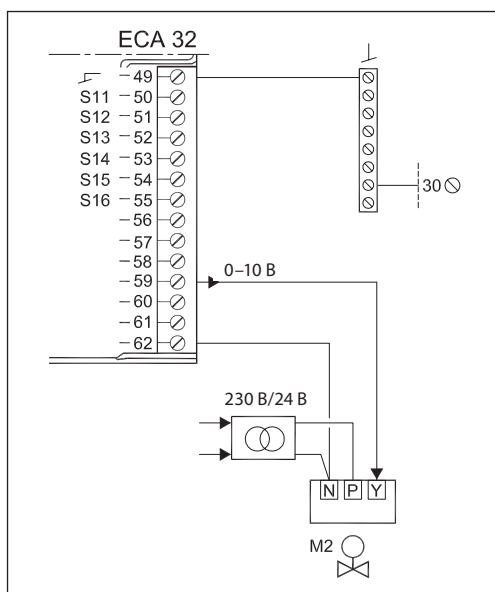 ECA 32
49
S11 50
S12 51
S13 52
S14 53
S15 54
S16 55
56
57
58
59
60
61
62
30
0–10 В
230 В/24 В
N P Y
M2